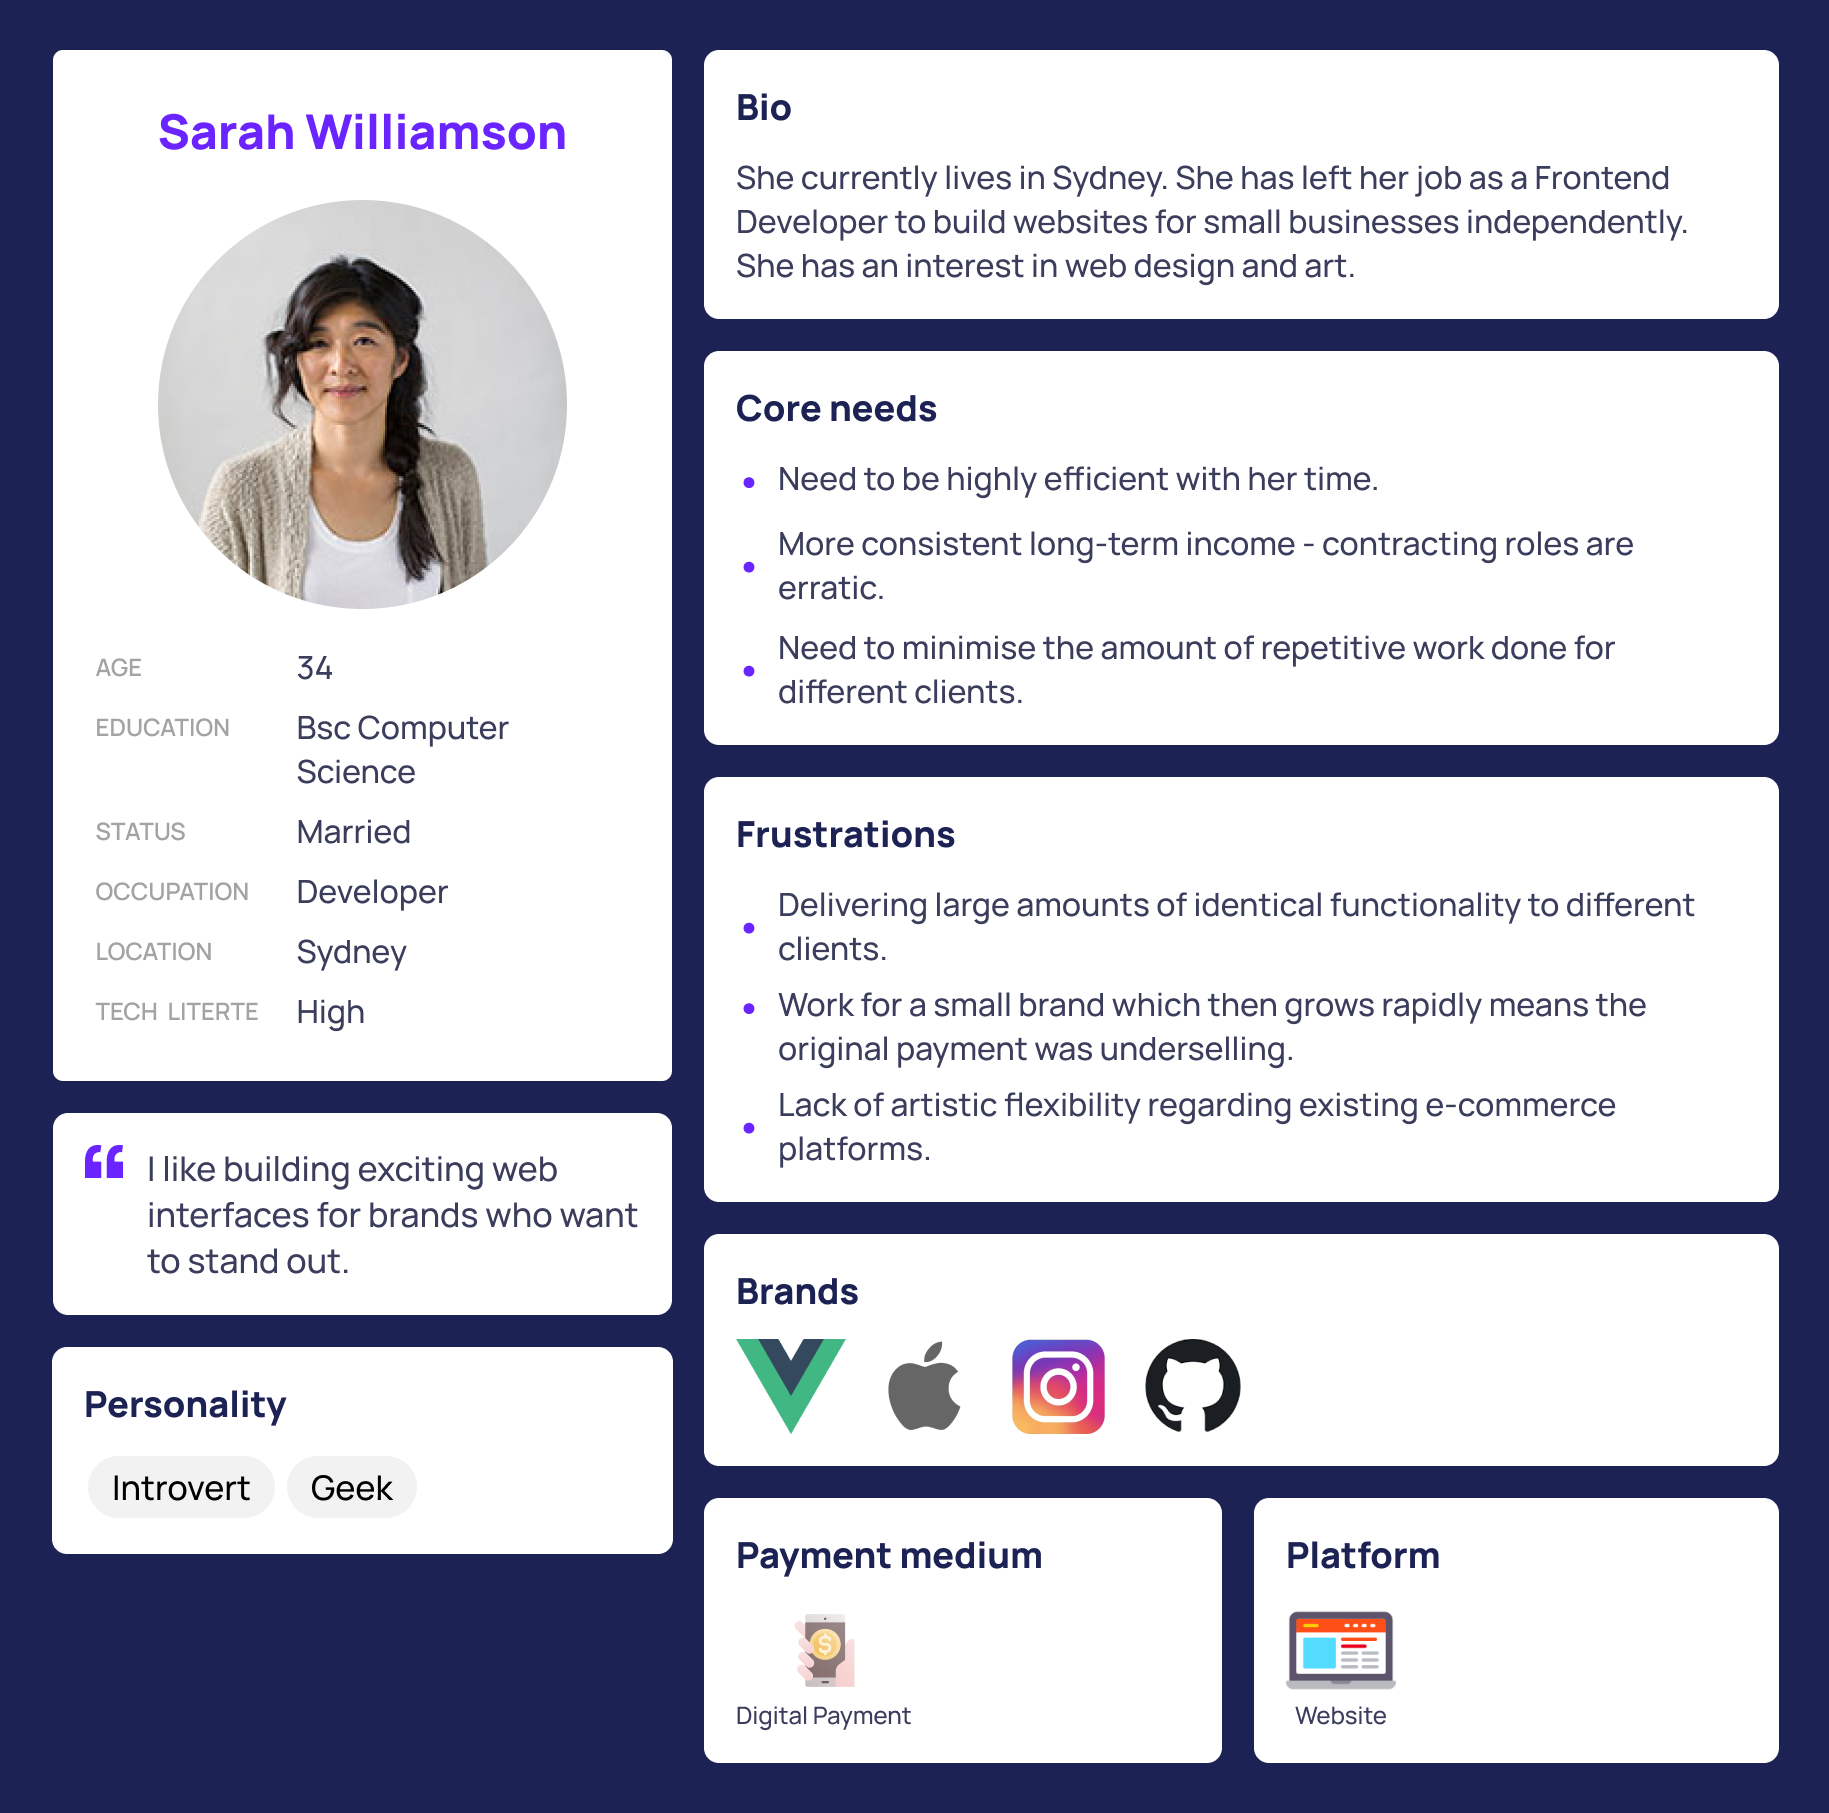 Sarah Williamson
AGE 34
EDUCATION Bsc Computer
Science
STATUS Married
OCCUPATION Developer
LOCATION Sydney
TECH LITERTE High
“ I like building exciting web
interfaces for brands who want
to stand out.
Personality
Introvert Geek
Bio
She currently lives in Sydney. She has left her job as a Frontend
Developer to build websites for small businesses independently.
She has an interest in web design and art.
Core needs
• Need to be highly efficient with her time.
• More consistent long-term income - contracting roles are
erratic.
• Need to minimise the amount of repetitive work done for
different clients.
Frustrations
• Delivering large amounts of identical functionality to different
clients.
• Work for a small brand which then grows rapidly means the
original payment was underselling.
• Lack of artistic flexibility regarding existing e-commerce
platforms.
Brands
Payment medium
$
Digital Payment
Platform
Website